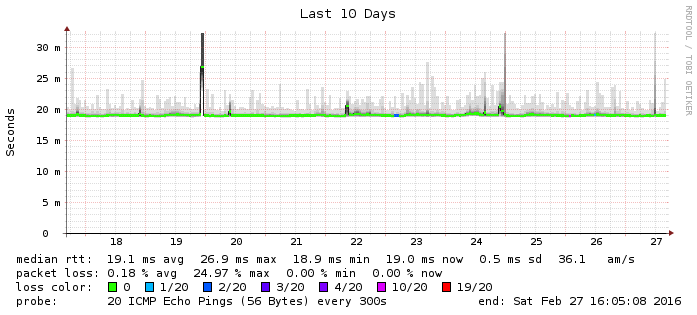 Last 10 Days
RRDTOOL / TOBI OETIKER
Seconds
30 m
25 m
20 m
15 m
10 m
5 m
0
18 19 20 21 22 23 24 25 26 27
median rtt: 19.1 ms avg 26.9 ms max 18.9 ms min 19.0 ms now 0.5 ms sd 36.1 am/s
packet loss: 0.18 % avg 24.97 % max 0.00 % min 0.00 % now
loss color: 0 1/20 2/20 3/20 4/20 10/20 19/20
probe: 20 ICMP Echo Pings (56 Bytes) every 300s end: Sat Feb 27 16:05:08 2016